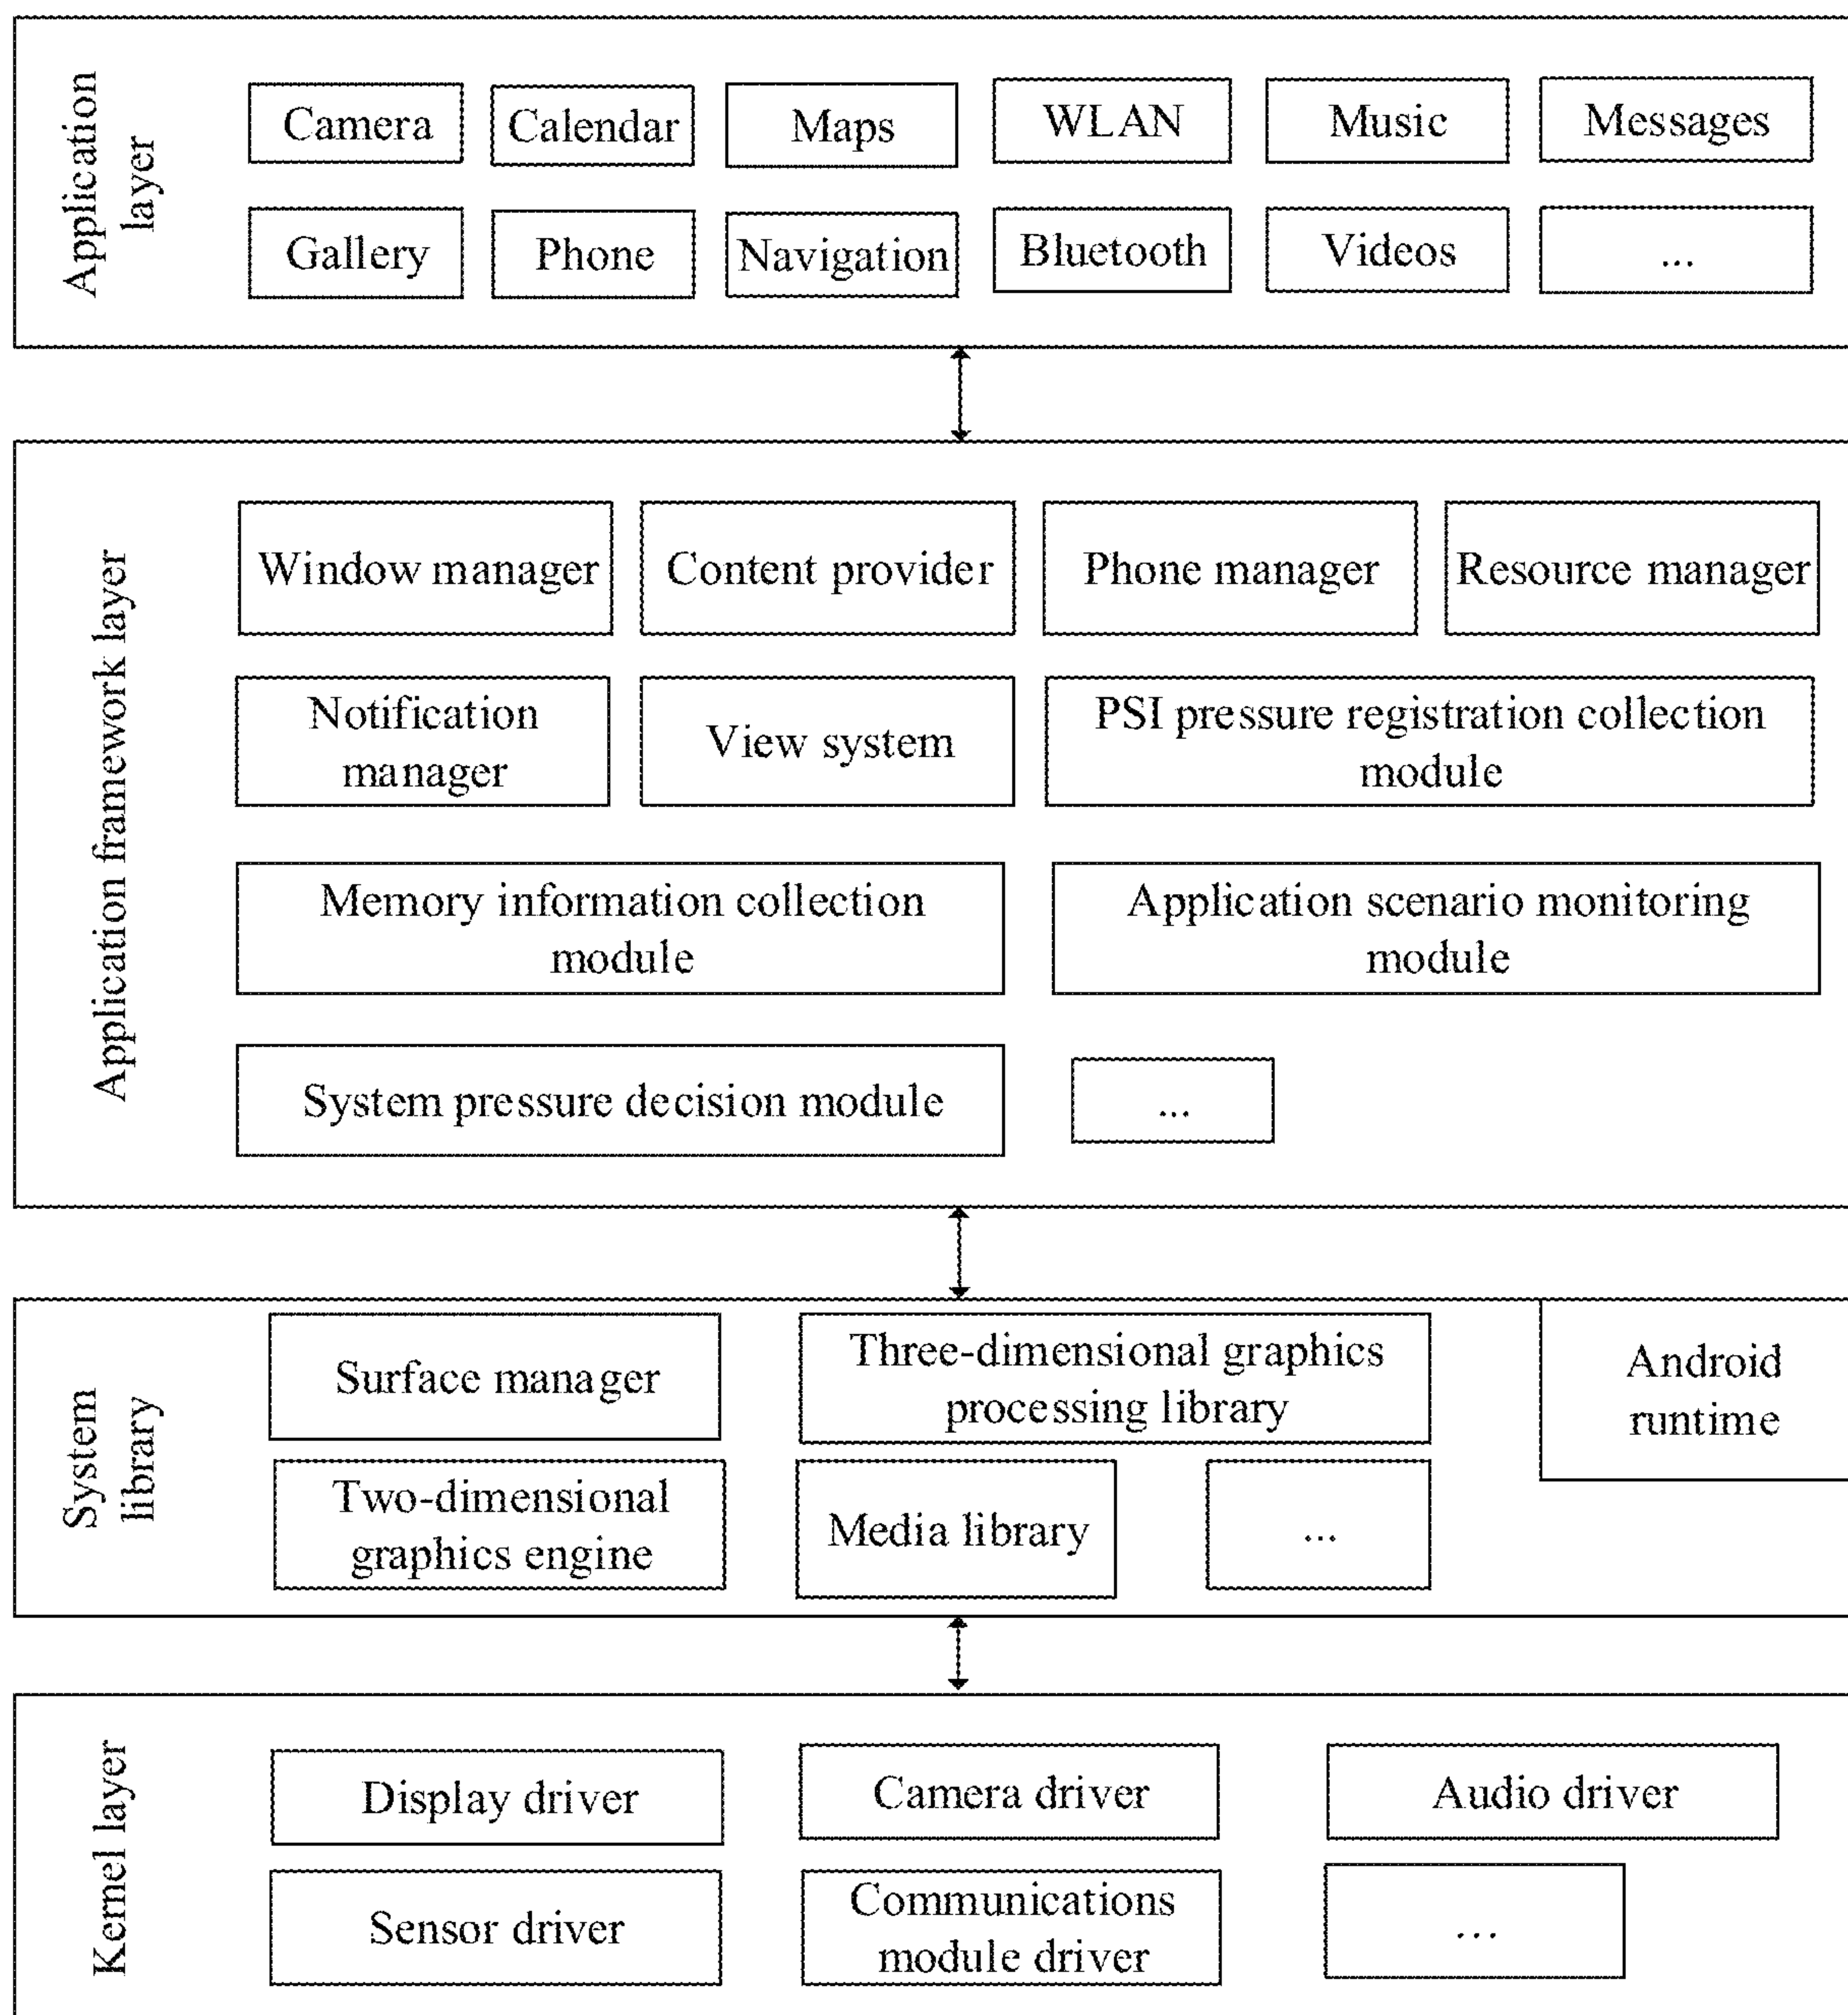 Application
layer
Camera
Calendar
Maps
WLAN
Music
Messages
Gallery
Phone
Navigation
Bluetooth
Videos
...
Application framework layer
Window manager
Content provider
Phone manager
Resource manager
Notification
manager
View system
PSI pressure registration collection
module
Memory information collection
module
Application scenario monitoring
module
System pressure decision module
...
System
library
Surface manager
Three-dimensional graphics
processing library
Android
runtime
Two-dimensional
graphics engine
Media library
...
Kernel layer
Display driver
Camera driver
Audio driver
Sensor driver
Communications
module driver
...